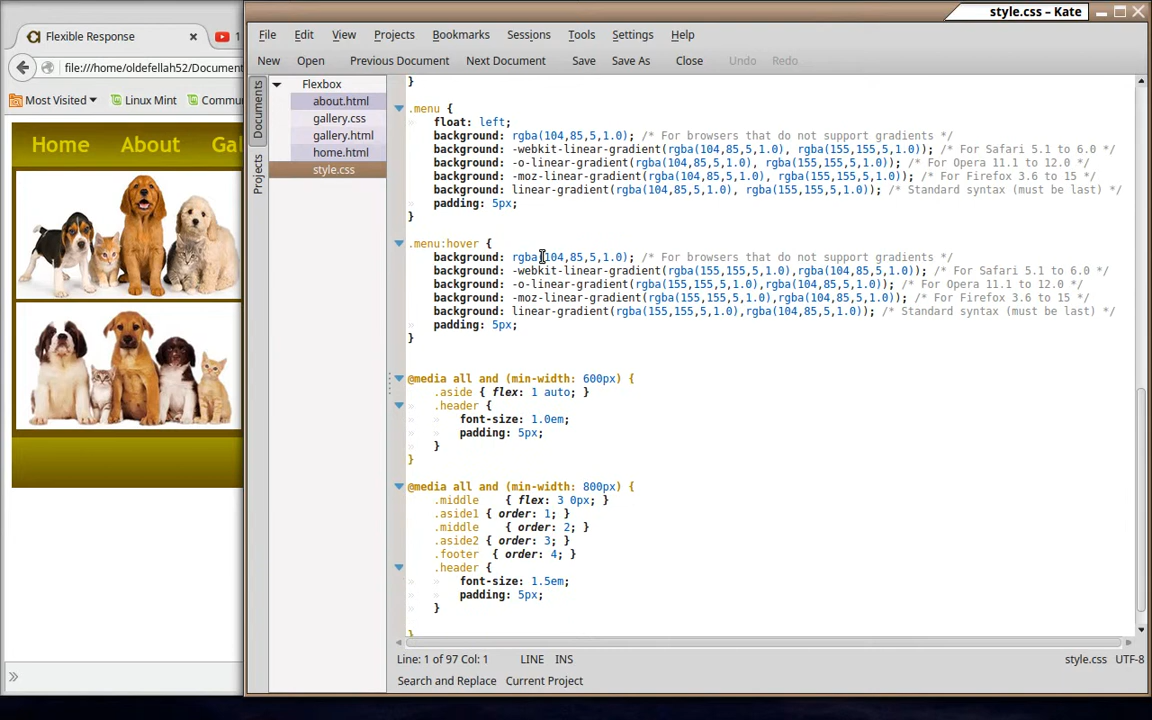 style.css – Kate
Flexible Response
1
file:///home/oldefellah52/Document
Most Visited
Linux Mint
Commu
Home About Gal
File Edit View Projects Bookmarks Sessions Tools Settings Help
New Open Previous Document Next Document Save Save As Close Undo Redo
Documents
Projects
Flexbox
about.html
gallery.css
gallery.html
home.html
style.css
}
.menu {
float: left;
background: rgba(104,85,5,1.0); /* For browsers that do not support gradients */
background: -webkit-linear-gradient(rgba(104,85,5,1.0), rgba(155,155,5,1.0)); /* For Safari 5.1 to 6.0 */
background: -o-linear-gradient(rgba(104,85,5,1.0), rgba(155,155,5,1.0)); /* For Opera 11.1 to 12.0 */
background: -moz-linear-gradient(rgba(104,85,5,1.0), rgba(155,155,5,1.0)); /* For Firefox 3.6 to 15 */
background: linear-gradient(rgba(104,85,5,1.0), rgba(155,155,5,1.0)); /* Standard syntax (must be last) */
padding: 5px;
}
.menu:hover {
background: rgba(104,85,5,1.0); /* For browsers that do not support gradients */
background: -webkit-linear-gradient(rgba(155,155,5,1.0),rgba(104,85,5,1.0)); /* For Safari 5.1 to 6.0 */
background: -o-linear-gradient(rgba(155,155,5,1.0),rgba(104,85,5,1.0)); /* For Opera 11.1 to 12.0 */
background: -moz-linear-gradient(rgba(155,155,5,1.0),rgba(104,85,5,1.0)); /* For Firefox 3.6 to 15 */
background: linear-gradient(rgba(155,155,5,1.0),rgba(104,85,5,1.0)); /* Standard syntax (must be last) */
padding: 5px;
}
@media all and (min-width: 600px) {
.aside { flex: 1 auto; }
.header {
font-size: 1.0em;
padding: 5px;
}
}
@media all and (min-width: 800px) {
.middle { flex: 3 0px; }
.aside1 { order: 1; }
.middle { order: 2; }
.aside2 { order: 3; }
.footer { order: 4; }
.header {
font-size: 1.5em;
padding: 5px;
}
}
Line: 1 of 97 Col: 1 LINE INS style.css UTF-8
Search and Replace Current Project